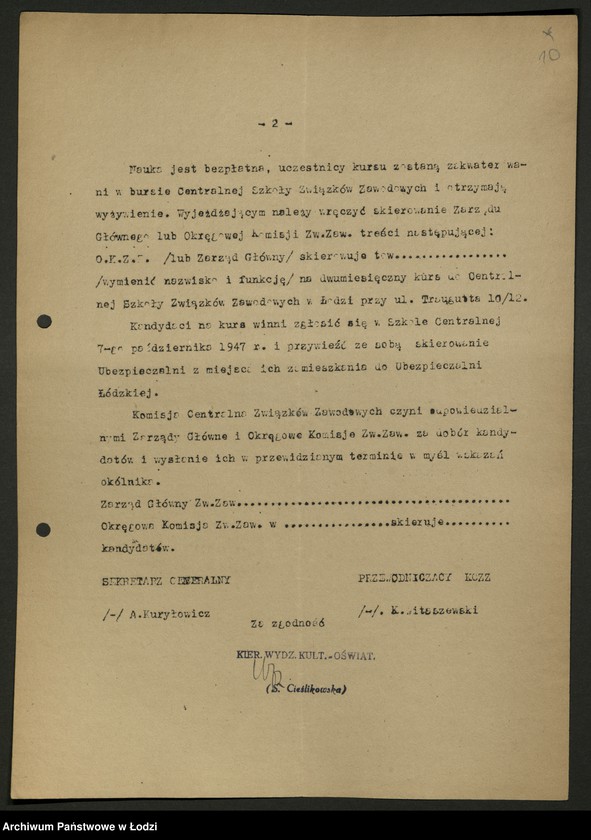 10
- 2 -
Nauka jest bezpłatna, uczestnicy kursu zostaną zakwater wa-
ni w bursie Centralnej Szkoły Związków Zawodowych i otrzymają
wyżywienie. Wyjeżdżającym należy wręczyć skierowanie Zarządu
Głównego lub Okręgowej Komisji Zw.Zaw. treści następującej:
O.K.Z.Z. /lub Zarząd Główny/ skierowuje tow..................
/wymienić nazwisko i funkcję/ na dwumiesięczny kurs do Central-
nej Szkoły Związków Zawodowych w Łodzi przy ul. Traugutta 10/12.
Kandydaci na kurs winni zgłosić się w Szkole Centralnej
7-go października 1947 r. i przywieźć ze sobą skierowanie
Ubezpieczalni z miejsca ich zamieszkania do Ubezpieczalni
Łódzkiej.
Komisja Centralna Związków Zawodowych czyni odpowiedzial-
nymi Zarządy Główne i Okręgowe Komisje Zw.Zaw. za dobór kandy-
datów i wysłanie ich w przewidzianym terminie w myśl wskazań
okólnika.
Zarząd Główny Zw.Zaw.............................................
Okręgowa Komisja Zw.Zaw. w ................skieruje..........
kandydatów.
SEKRETARZ GENERALNY PRZEWODNICZĄCY KCZZ
/-/ A.Kuryłowicz /-/. K.Witaszewski
Za zgodność
KIER. WYDZ. KULT.-OŚWIAT.
(S. Cieślikowska)
Archiwum Państwowe w Łodzi